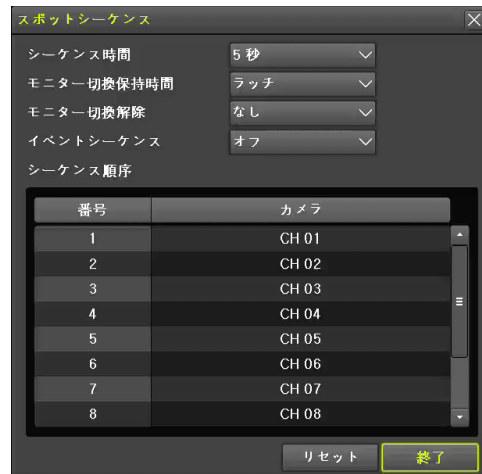 スポットシーケンス
シーケンス時間 5 秒
モニター切換保持時間 ラッチ
モニター切換解除 なし
イベントシーケンス オフ
シーケンス順序
番号 カメラ
1 CH 01
2 CH 02
3 CH 03
4 CH 04
5 CH 05
6 CH 06
7 CH 07
8 CH 08
リセット 終了